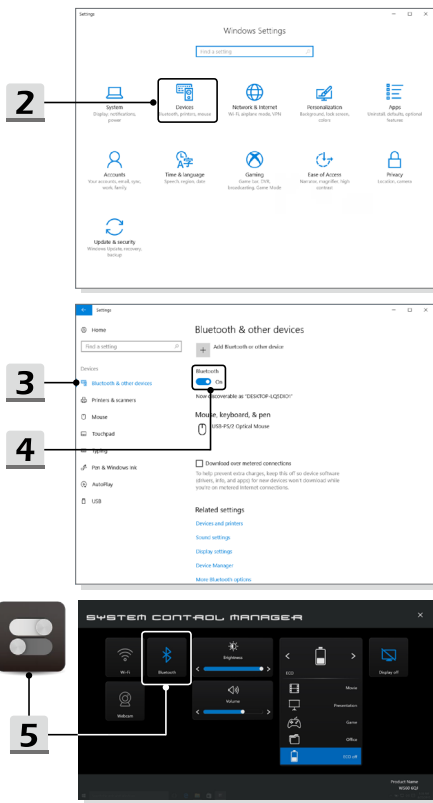 Settings
Windows Settings
Find a setting
2
System
Display, notifications,
power
Devices
Bluetooth, printers, mouse
Network & Internet
Wi-Fi, airplane mode, VPN
Personalization
Background, lock screen,
colors
Apps
Uninstall, defaults, optional
features
Accounts
Your accounts, email, sync,
work, family
Time & language
Speech, region, date
Gaming
Game bar, DVR,
broadcasting, Game Mode
Ease of Access
Narrator, magnifier, high
contrast
Privacy
Location, camera
Update & security
Windows Update, recovery,
backup
Settings
Home
Find a setting
Devices
3
Bluetooth & other devices
Printers & scanners
Mouse
4
Touchpad
Typing
Pen & Windows Ink
AutoPlay
USB
Bluetooth & other devices
Add Bluetooth or other device
Bluetooth
On
Now discoverable as "DESKTOP-LQSDIOI"
Mouse, keyboard, & pen
USB-PS/2 Optical Mouse
Download over metered connections
To help prevent extra charges, keep this off so device software
(drivers, info, and apps) for new devices won't download while
you're on metered Internet connections.
Related settings
Devices and printers
Sound settings
Display settings
Device Manager
More Bluetooth options
5
SYSTEM CONTROL MANAGER
Wi-Fi
Bluetooth
Brightness
Webcam
Volume
ECO
Mouse
Presentation
Game
Office
ECO off
Display off
Product Name